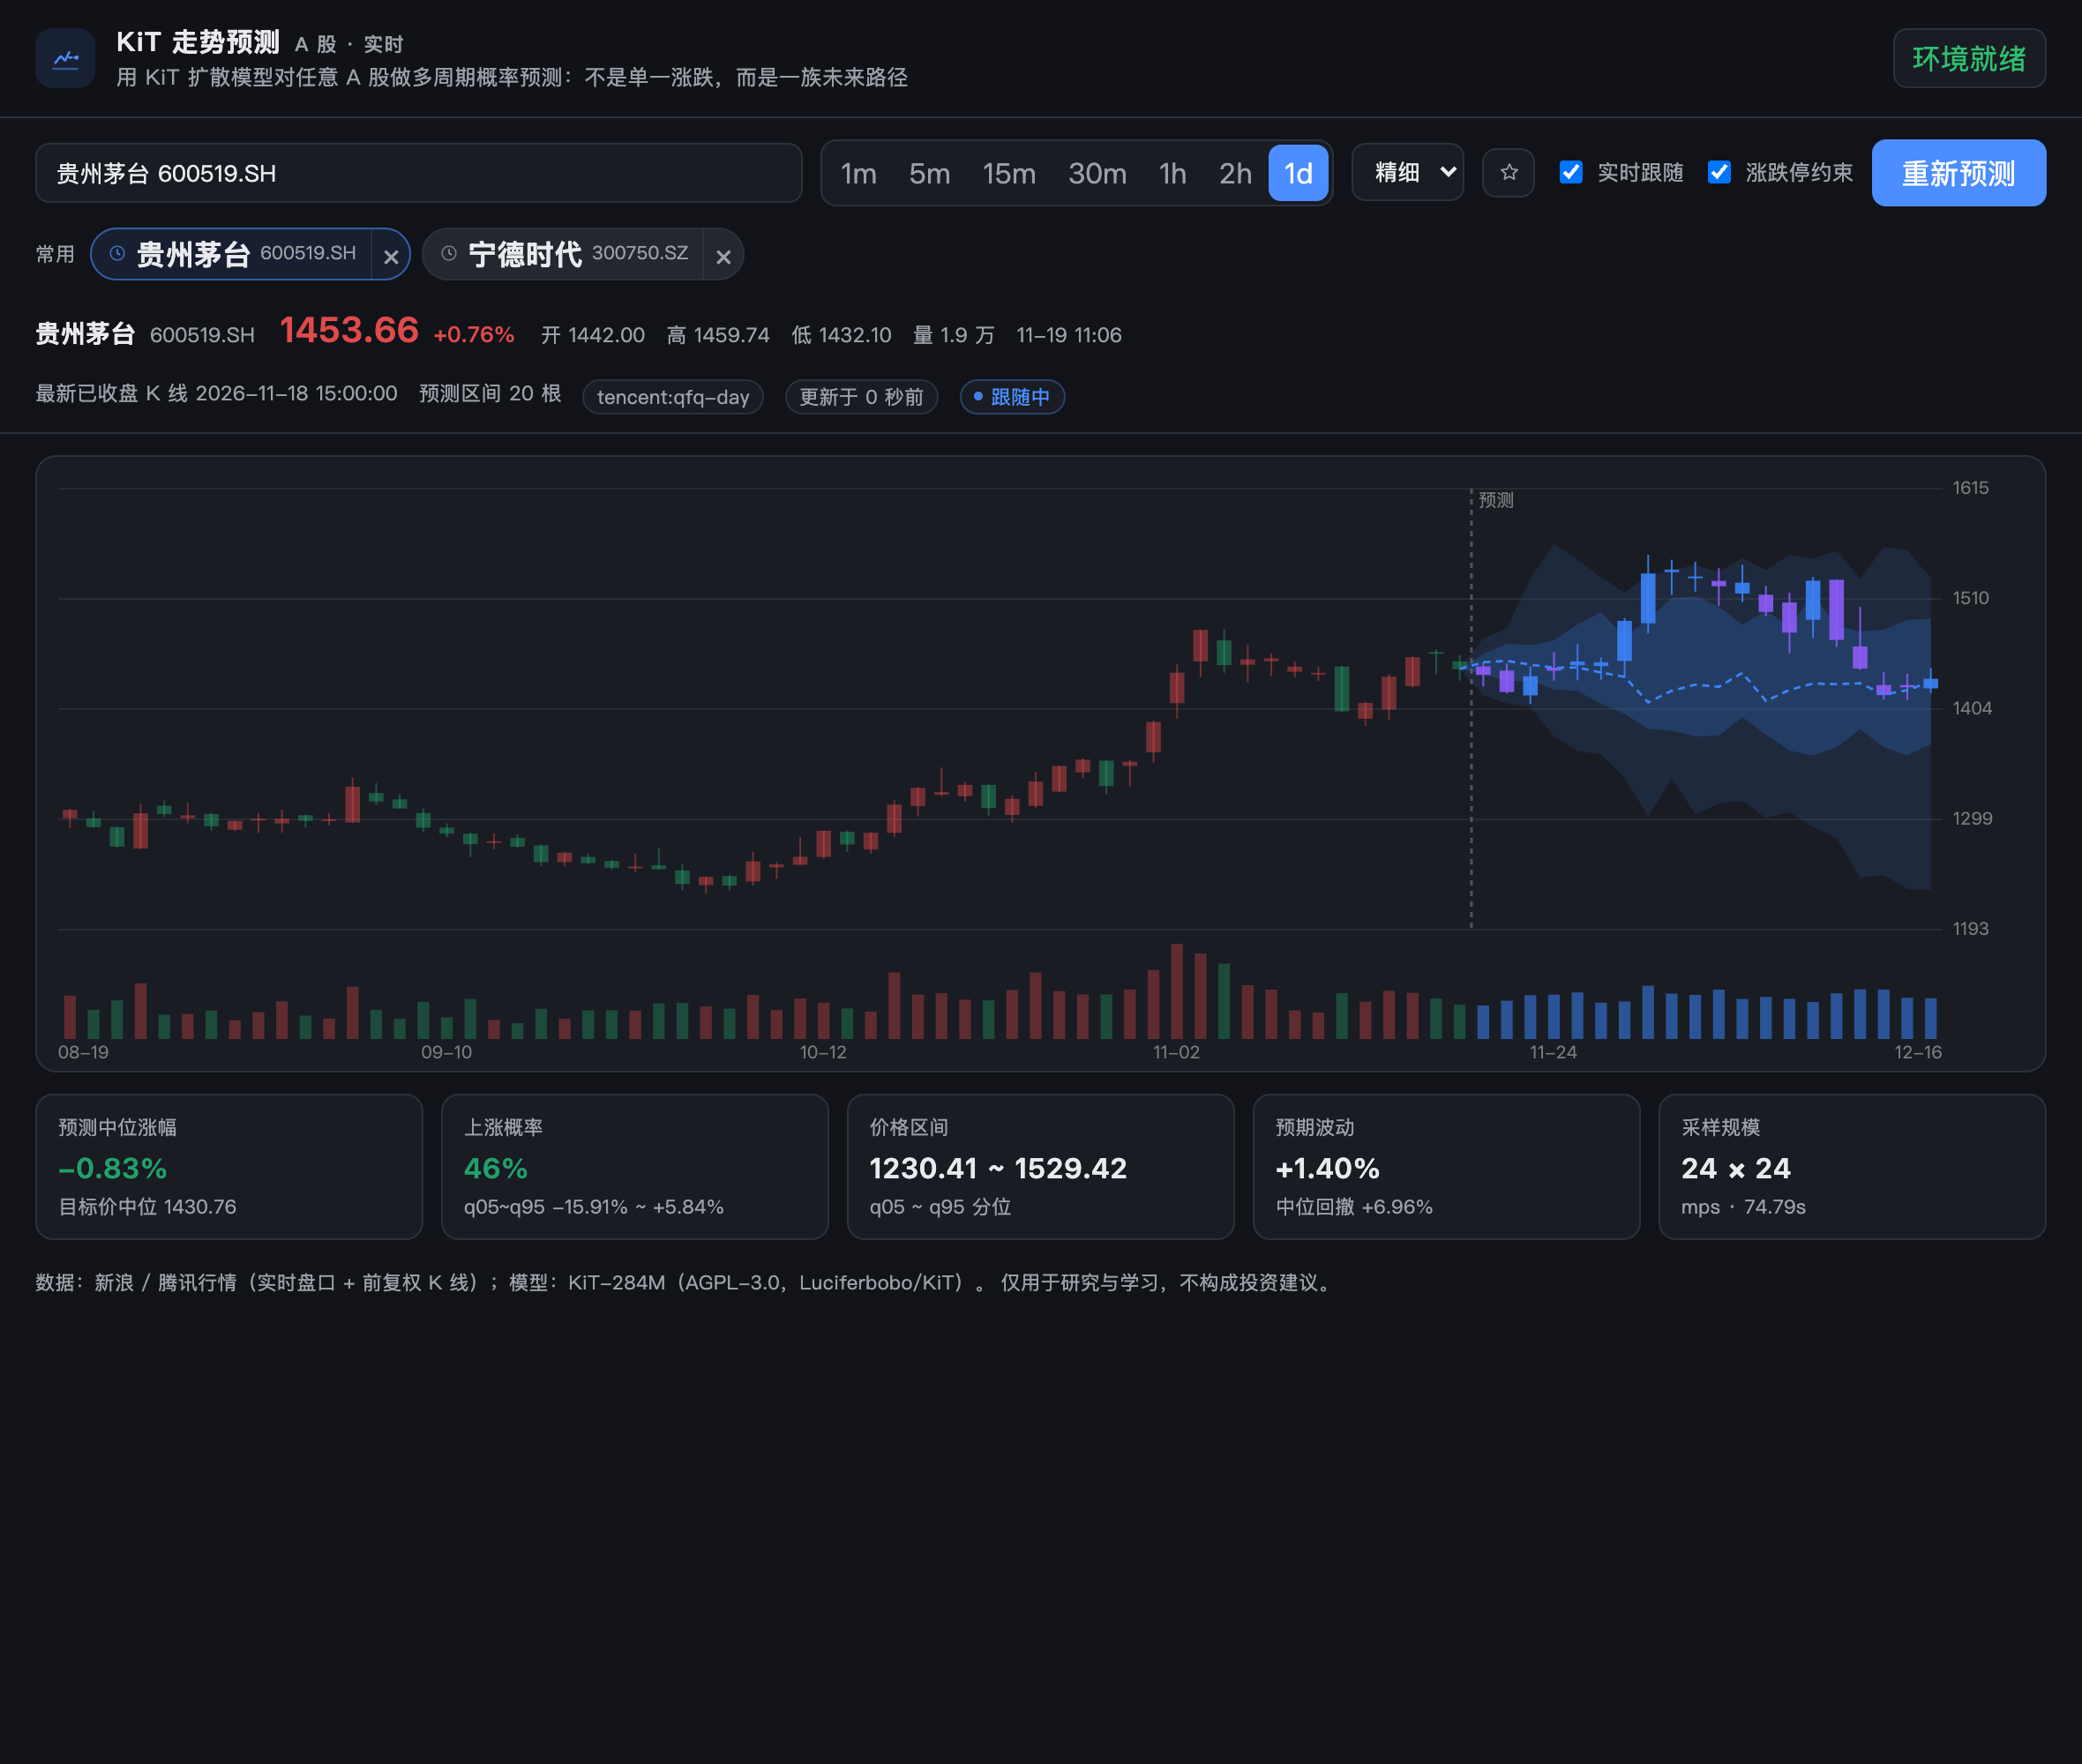 KiT 走势预测 A 股 · 实时
用 KiT 扩散模型对任意 A 股做多周期概率预测：不是单一涨跌，而是一族未来路径
环境就绪
贵州茅台 600519.SH
1m 5m 15m 30m 1h 2h 1d
精细
☆
实时跟随
涨跌停约束
重新预测
常用
贵州茅台 600519.SH ×
宁德时代 300750.SZ ×
贵州茅台 600519.SH 1453.66 +0.76% 开 1442.00 高 1459.74 低 1432.10 量 1.9 万 11-19 11:06
最新已收盘 K 线 2026-11-18 15:00:00 预测区间 20 根 tencent:qfq-day 更新于 0 秒前 跟随中
预测
1615
1510
1404
1299
1193
08-19 09-10 10-12 11-02 11-24 12-16
预测中位涨幅
-0.83%
目标价中位 1430.76
上涨概率
46%
q05~q95 -15.91% ~ +5.84%
价格区间
1230.41 ~ 1529.42
q05 ~ q95 分位
预期波动
+1.40%
中位回撤 +6.96%
采样规模
24 × 24
mps · 74.79s
数据：新浪 / 腾讯行情（实时盘口 + 前复权 K 线）；模型：KiT-284M（AGPL-3.0，Luciferbobo/KiT）。 仅用于研究与学习，不构成投资建议。